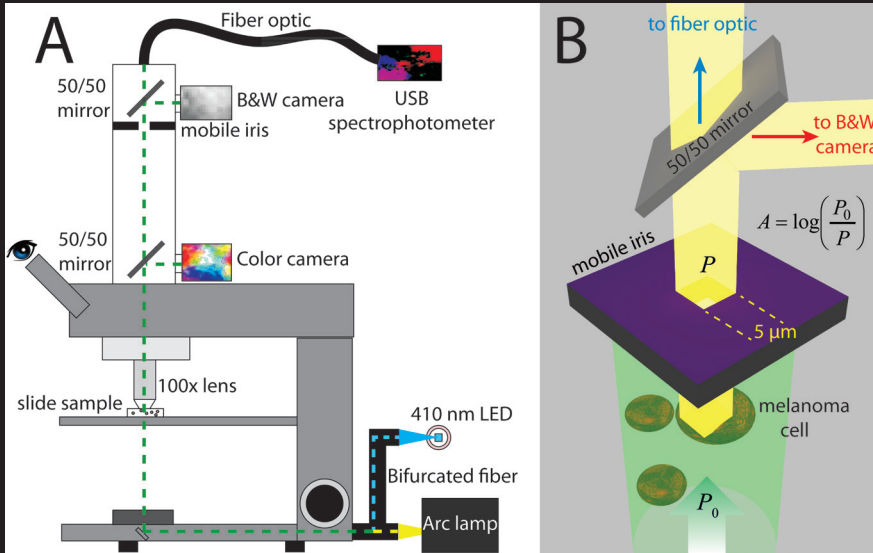 A
Fiber optic
50/50
mirror
B&W camera
mobile iris
USB
spectrophotometer
50/50
mirror
Color camera
100x lens
slide sample
410 nm LED
Bifurcated fiber
Arc lamp
B
to fiber optic
50/50 mirror
to B&W
camera
A = log(P₀/P)
mobile iris
P
5 µm
melanoma
cell
P₀